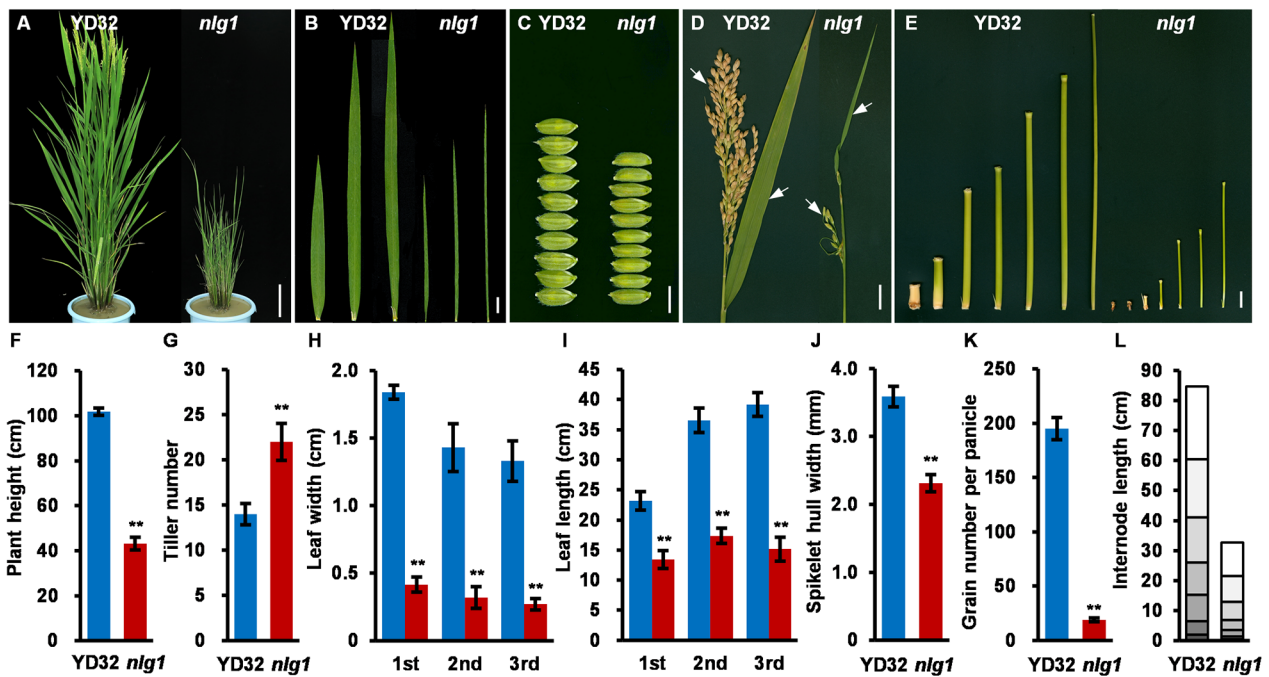 A YD32 nlg1
B YD32 nlg1
C YD32 nlg1
D YD32 nlg1
E YD32 nlg1
F
Plant height (cm)
120
100
80
60
40
20
0
**
YD32 nlg1
G
Tiller number
30
25
20
15
10
5
0
**
YD32 nlg1
H
Leaf width (cm)
2.0
1.5
1.0
0.5
0
**
**
**
1st 2nd 3rd
I
Leaf length (cm)
45
40
35
30
25
20
15
10
5
0
**
**
**
1st 2nd 3rd
J
Spikelet hull width (mm)
4.0
3.0
2.0
1.0
0
**
YD32 nlg1
K
Grain number per panicle
250
200
150
100
50
0
**
YD32 nlg1
L
Internode length (cm)
90
80
70
60
50
40
30
20
10
0
YD32 nlg1